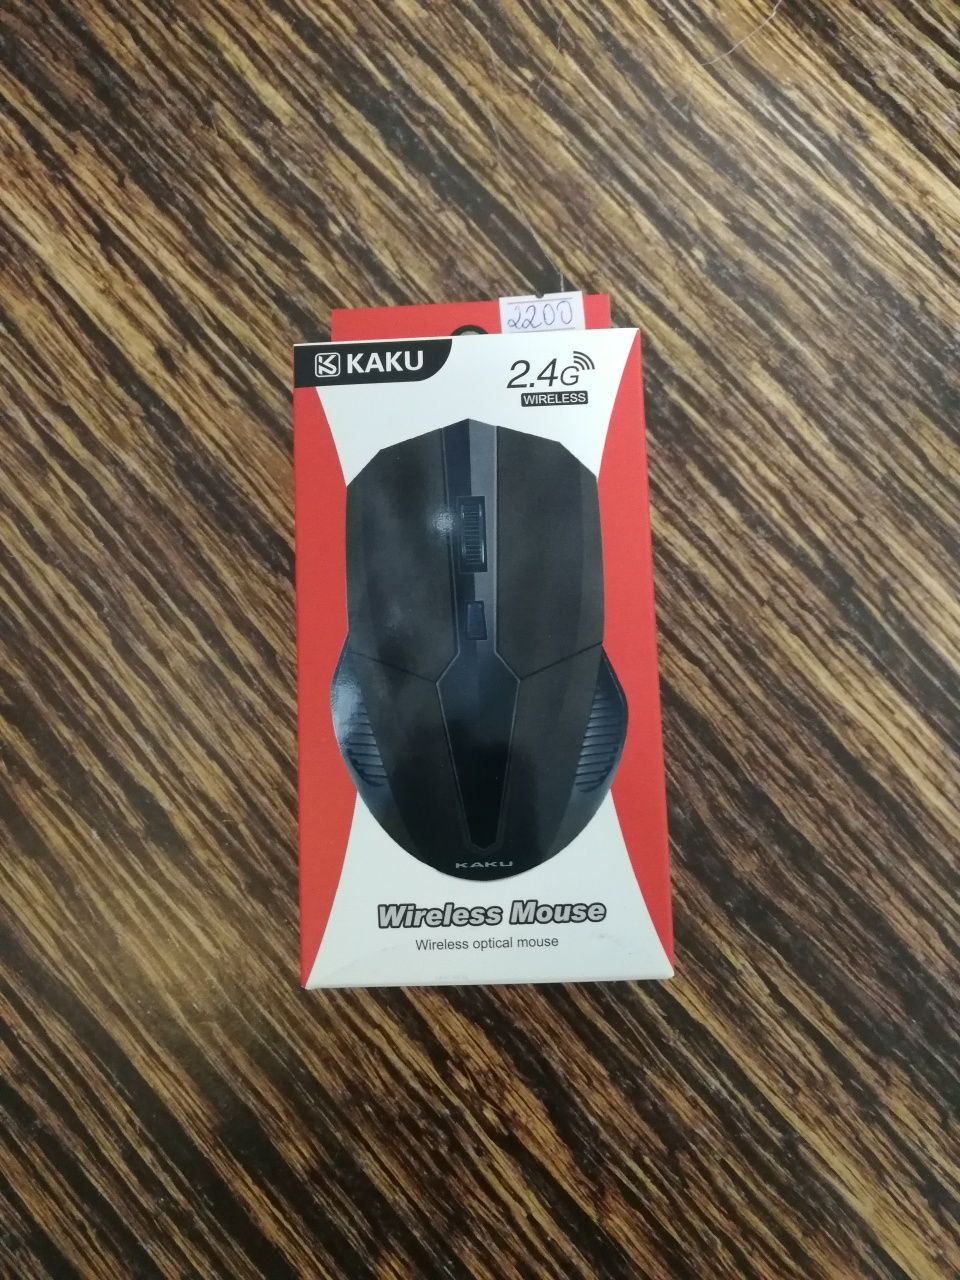 2200
KAKU
2.4G
WIRELESS
KAKU
Wireless Mouse
Wireless optical mouse